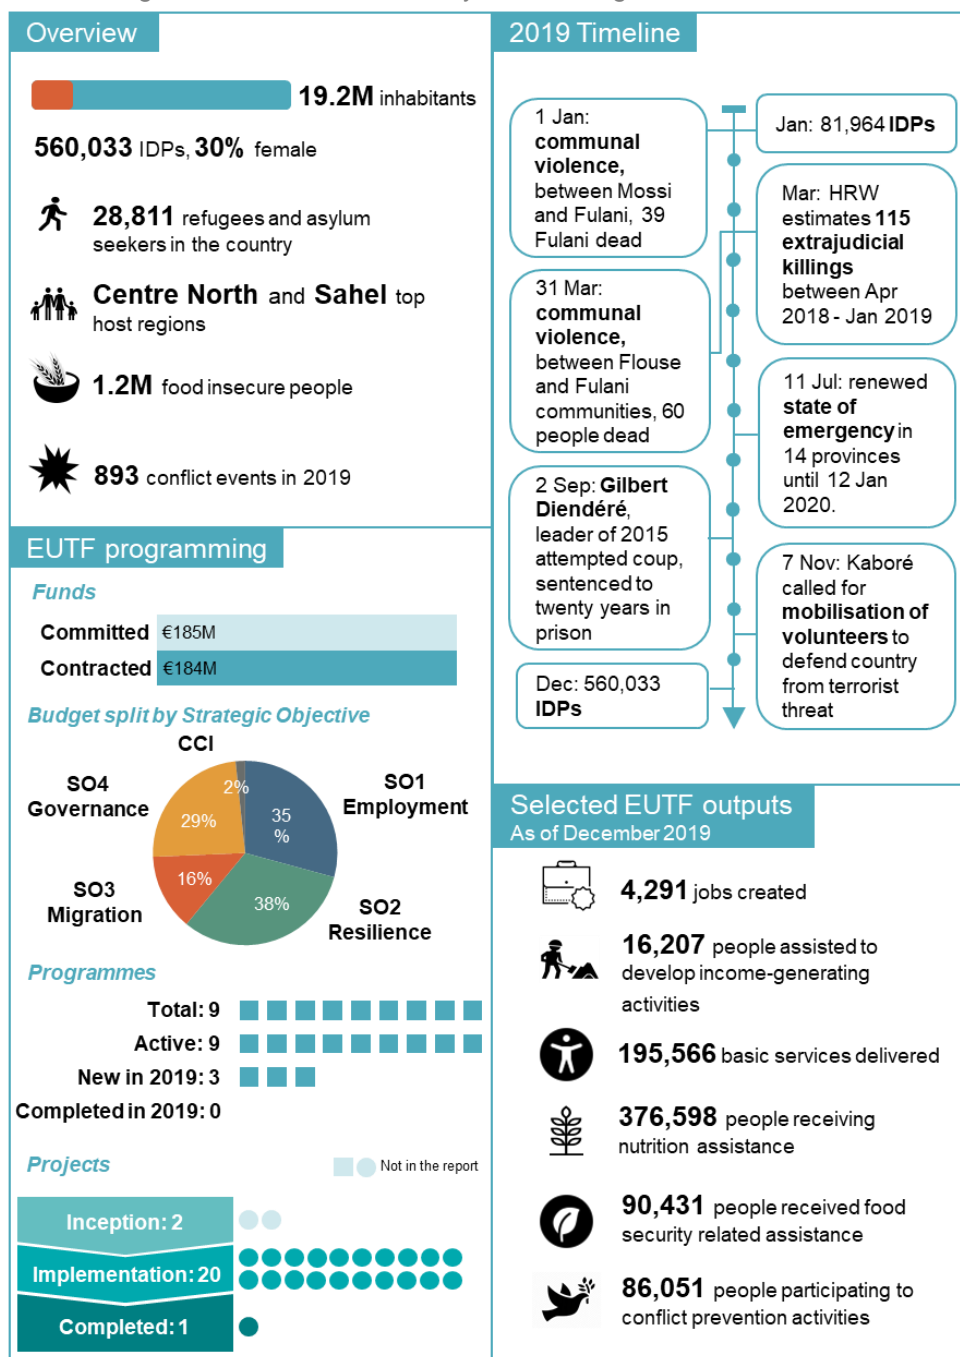 Overview
19.2M inhabitants
560,033 IDPs, 30% female
28,811 refugees and asylum
seekers in the country
Centre North and Sahel top
host regions
1.2M food insecure people
893 conflict events in 2019
2019 Timeline
1 Jan:
communal
violence,
between Mossi
and Fulani, 39
Fulani dead
Jan: 81,964 IDPs
Mar: HRW
estimates 115
extrajudicial
killings
between Apr
2018 - Jan 2019
31 Mar:
communal
violence,
between Flouse
and Fulani
communities, 60
people dead
11 Jul: renewed
state of
emergency in
14 provinces
until 12 Jan
2020.
2 Sep: Gilbert
Diendéré,
leader of 2015
attempted coup,
sentenced to
twenty years in
prison
7 Nov: Kaboré
called for
mobilisation of
volunteers to
defend country
from terrorist
threat
Dec: 560,033
IDPs
EUTF programming
Funds
Committed €185M
Contracted €184M
Budget split by Strategic Objective
CCI
2%
SO1
Employment
35
%
SO4
Governance
29%
SO3
Migration
16%
38%
SO2
Resilience
Programmes
Total: 9
Active: 9
New in 2019: 3
Completed in 2019: 0
Projects
Not in the report
Inception: 2
Implementation: 20
Completed: 1
Selected EUTF outputs
As of December 2019
4,291 jobs created
16,207 people assisted to
develop income-generating
activities
195,566 basic services delivered
376,598 people receiving
nutrition assistance
90,431 people received food
security related assistance
86,051 people participating to
conflict prevention activities